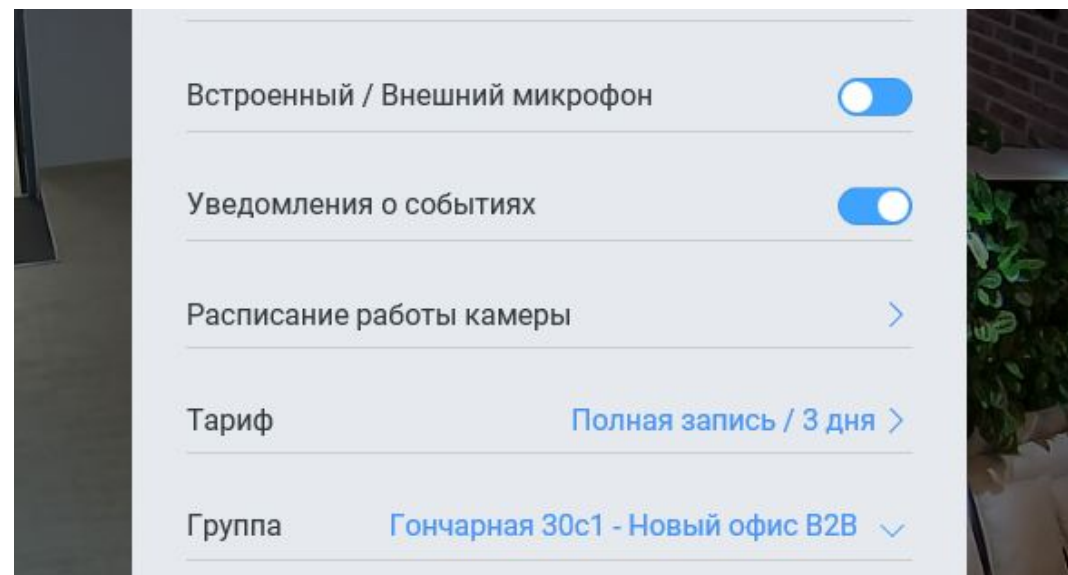 Встроенный / Внешний микрофон
Уведомления о событиях
Расписание работы камеры
Тариф Полная запись / 3 дня
Группа Гончарная 30с1 - Новый офис B2B